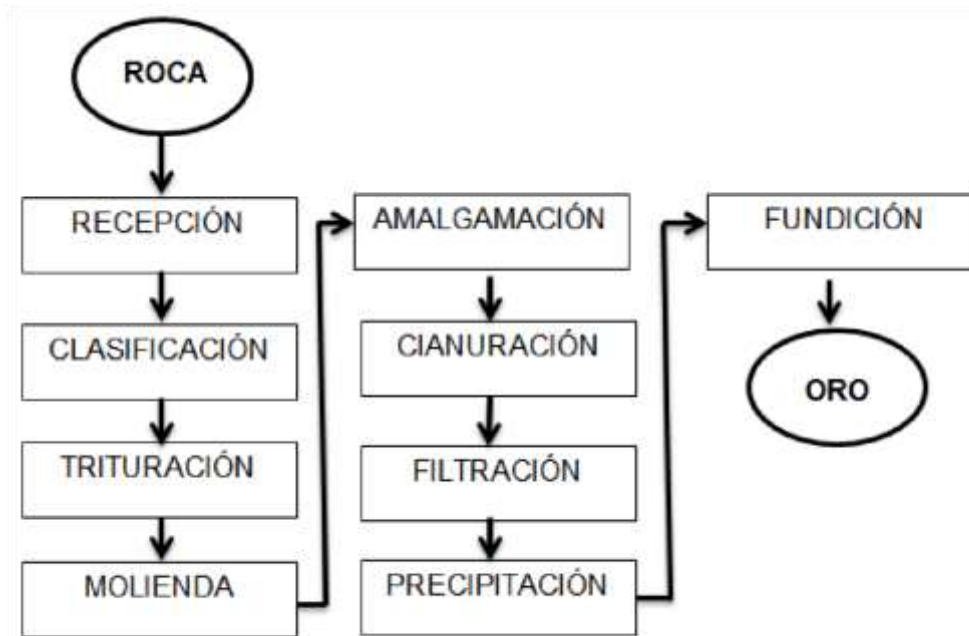 ROCA
RECEPCIÓN
CLASIFICACIÓN
TRITURACIÓN
MOLIENDA
AMALGAMACIÓN
CIANURACIÓN
FILTRACIÓN
PRECIPITACIÓN
FUNDICIÓN
ORO